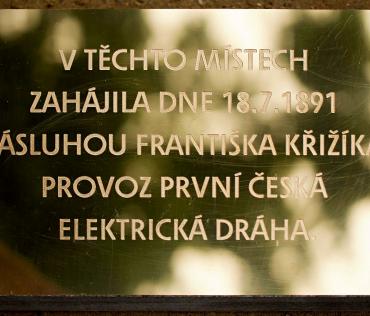 V TĚCHTO MÍSTECH
ZAHÁJILA DNE 18.7.1891
ÁSLUHOU FRANTIŠKA KŘIŽÍKA
PROVOZ PRVNÍ ČESKÁ
ELEKTRICKÁ DRÁHA.